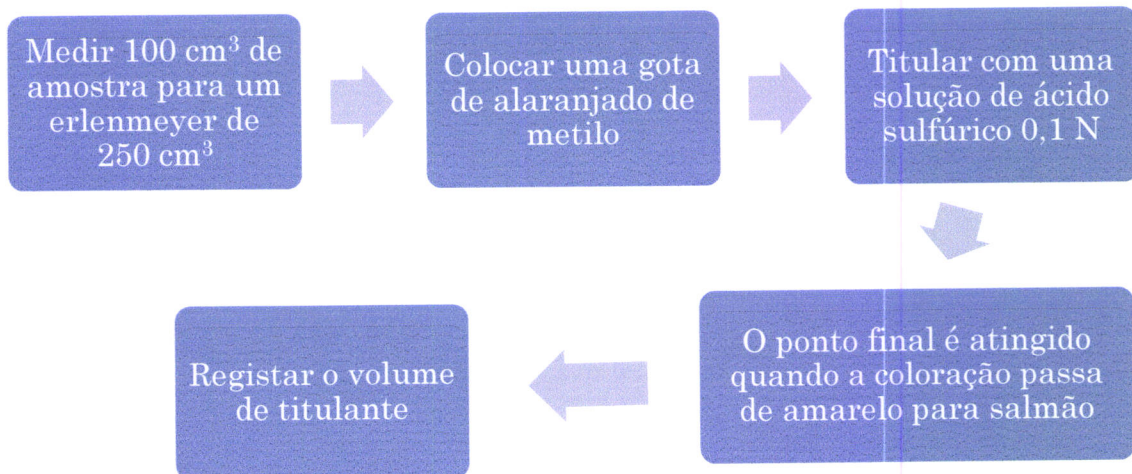 Medir 100 cm³ de
amostra para um
erlenmeyer de
250 cm³
Colocar uma gota
de alaranjado de
metilo
Titular com uma
solução de ácido
sulfúrico 0,1 N
O ponto final é atingido
quando a coloração passa
de amarelo para salmão
Registar o volume
de titulante